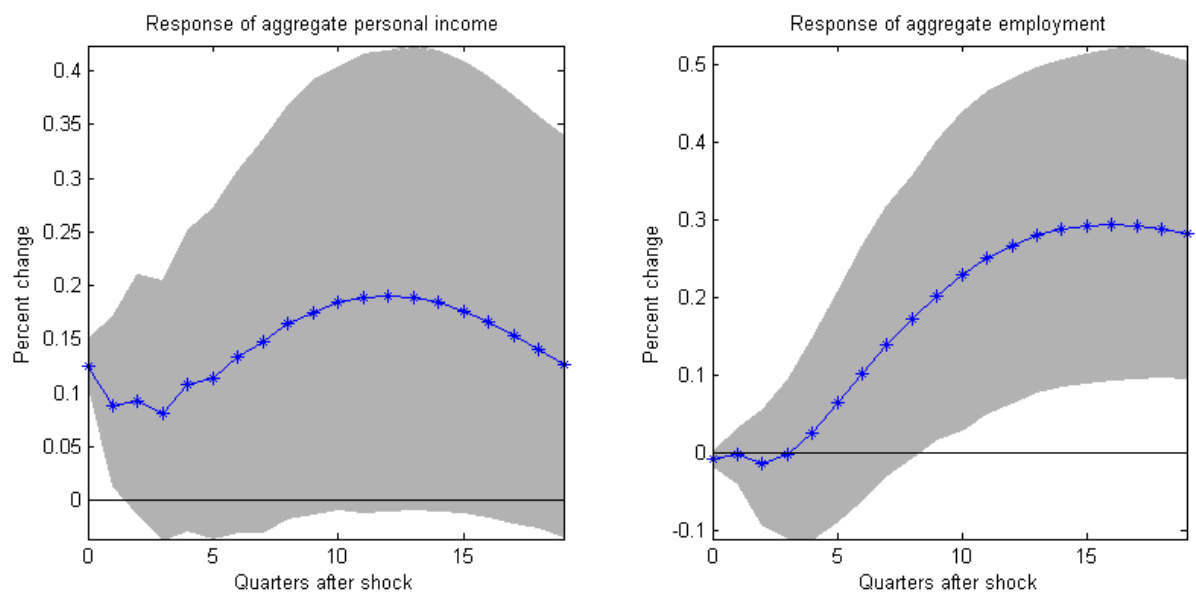 Response of aggregate personal income
Percent change
0.4
0.35
0.3
0.25
0.2
0.15
0.1
0.05
0
0 5 10 15
Quarters after shock
Response of aggregate employment
Percent change
0.5
0.4
0.3
0.2
0.1
0
-0.1
0 5 10 15
Quarters after shock